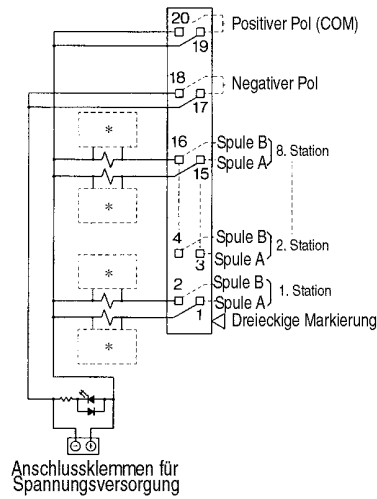 20 Positiver Pol (COM)
19
18 Negativer Pol
17
*
16 Spule B
8. Station
Spule A
15
*
4 Spule B
2. Station
3 Spule A
*
2 Spule B
1. Station
Spule A
1
Dreieckige Markierung
*
⊖ ⊕
Anschlussklemmen für
Spannungsversorgung